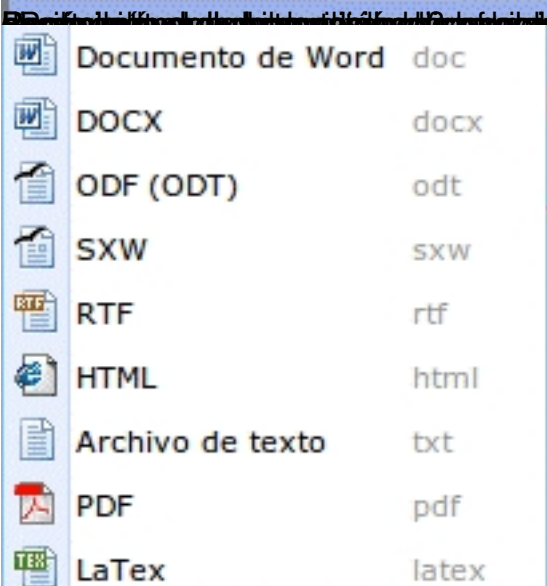 Documento de Word doc
DOCX docx
ODF (ODT) odt
SXW sxw
RTF rtf
HTML html
Archivo de texto txt
PDF pdf
LaTex latex